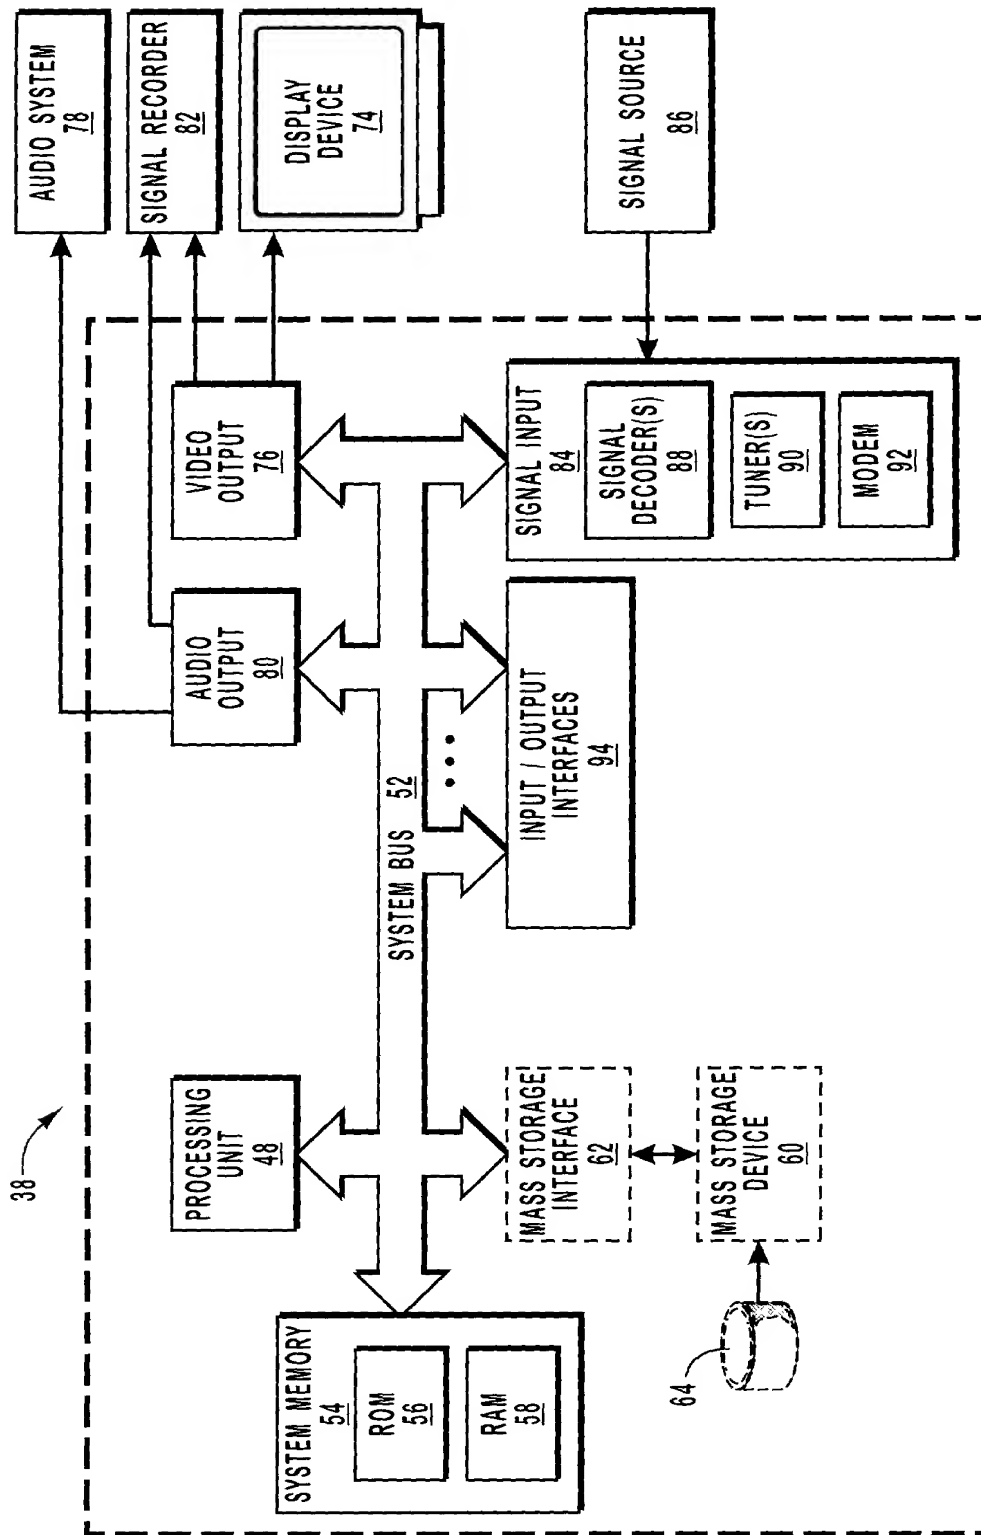 38
SYSTEM MEMORY
54
ROM
56
RAM
58
PROCESSING
UNIT
48
SYSTEM BUS 52
MASS STORAGE
INTERFACE
62
MASS STORAGE
DEVICE
60
64
AUDIO
OUTPUT
80
VIDEO
OUTPUT
76
INPUT / OUTPUT
INTERFACES
94
SIGNAL INPUT
84
SIGNAL
DECODER(S)
88
TUNER(S)
90
MODEM
92
AUDIO SYSTEM
78
SIGNAL RECORDER
82
DISPLAY
DEVICE
74
SIGNAL SOURCE
86